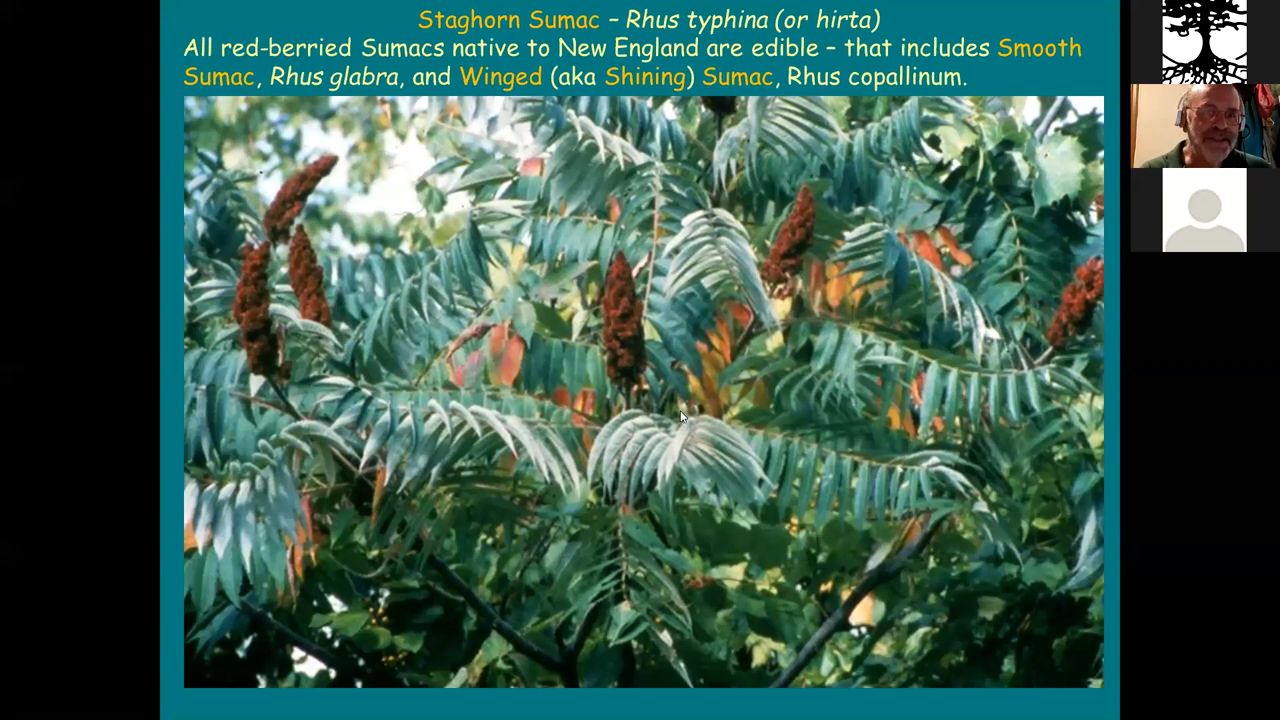 Staghorn Sumac – Rhus typhina (or hirta)
All red-berried Sumacs native to New England are edible – that includes Smooth
Sumac, Rhus glabra, and Winged (aka Shining) Sumac, Rhus copallinum.